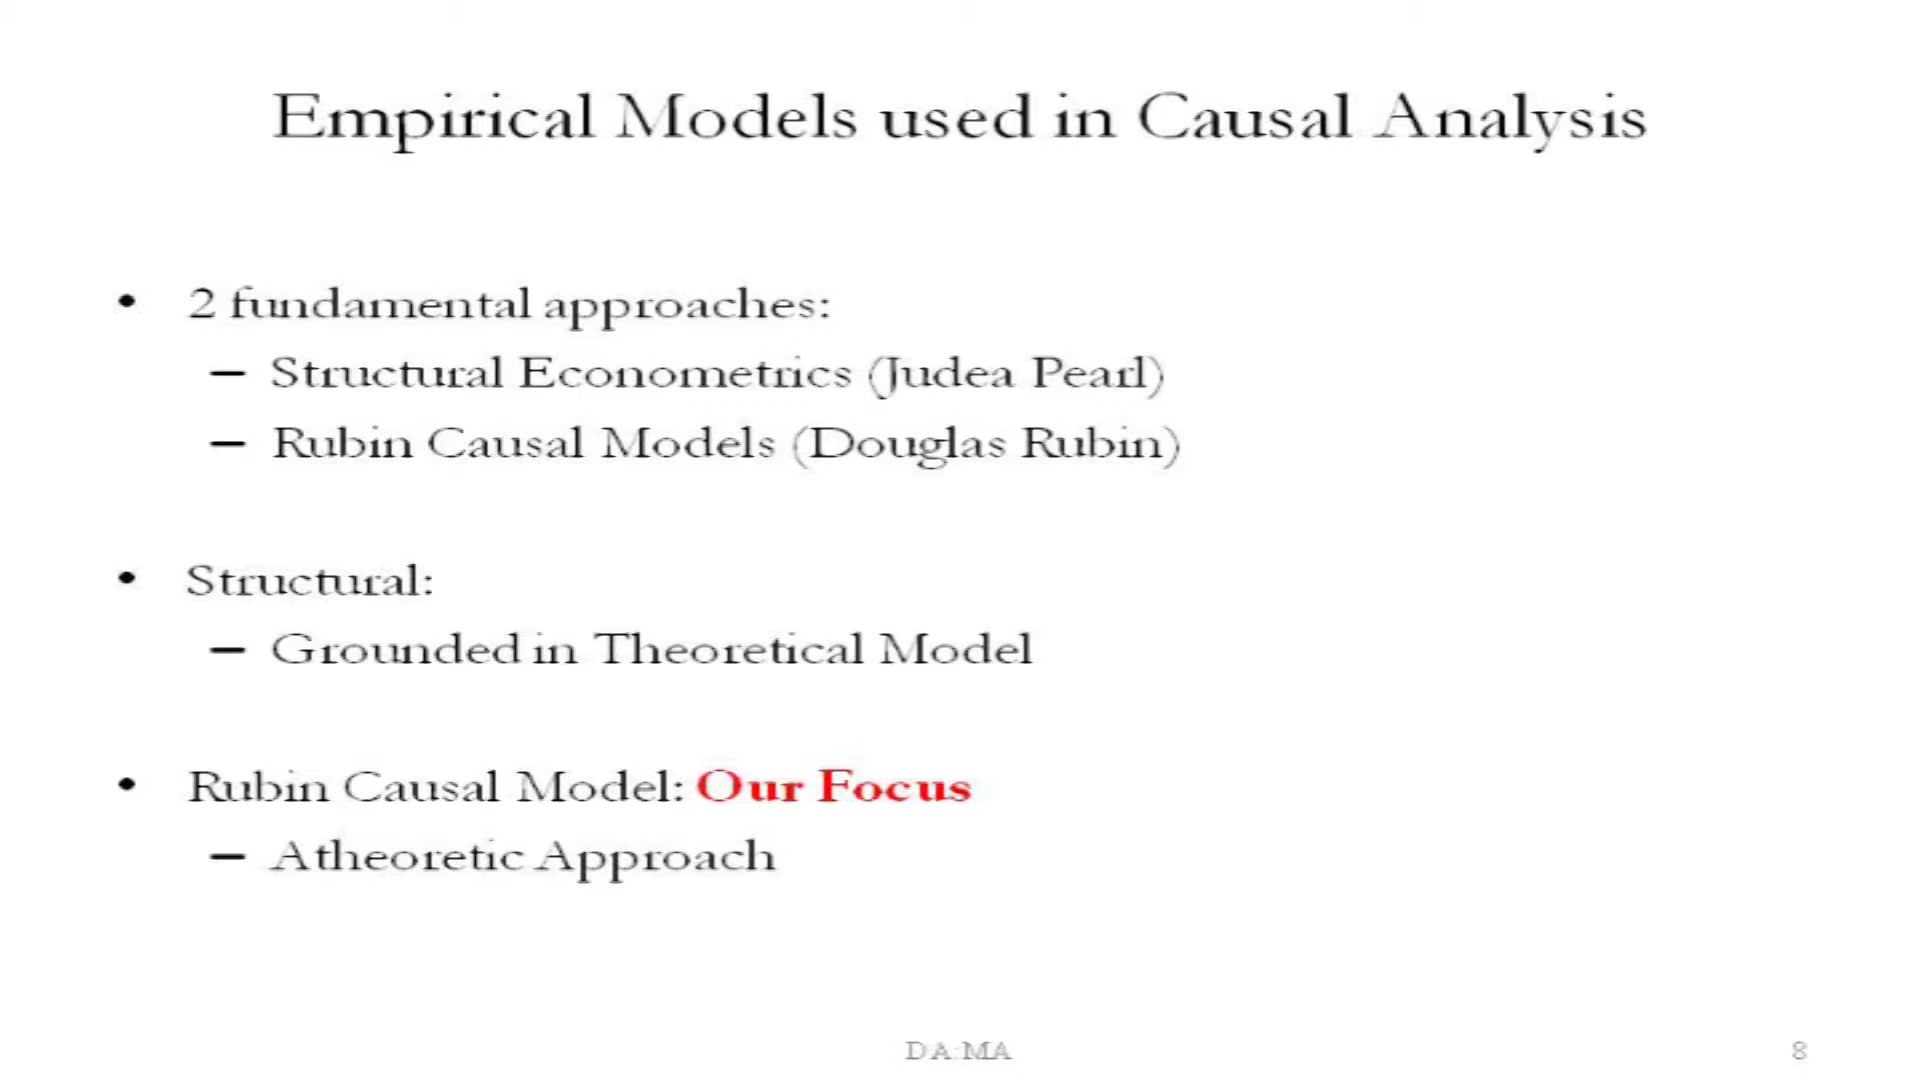 Empirical Models used in Causal Analysis
• 2 fundamental approaches:
– Structural Econometrics (Judea Pearl)
– Rubin Causal Models (Douglas Rubin)
• Structural:
– Grounded in Theoretical Model
• Rubin Causal Model: Our Focus
– Atheoretic Approach
DA:MA
8